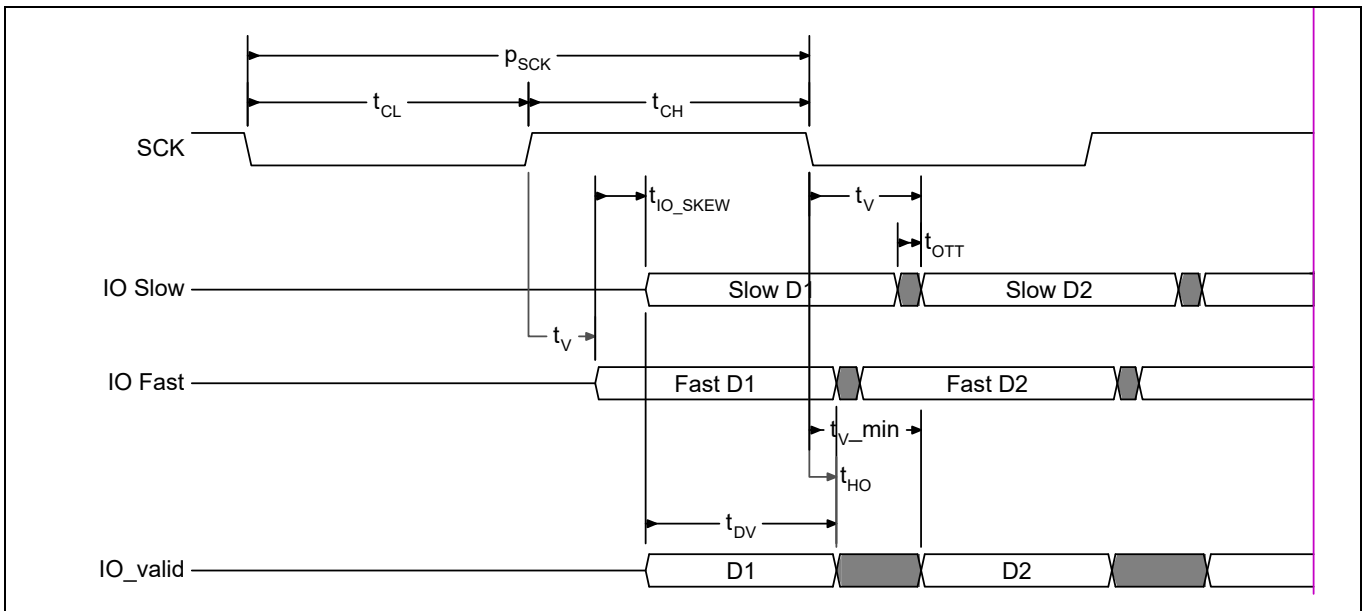 pSCK
tCL
tCH
SCK
tIO_SKEW
tV
tOTT
IO Slow
Slow D1
Slow D2
tV
IO Fast
Fast D1
Fast D2
tV_min
tHO
tDV
IO_valid
D1
D2